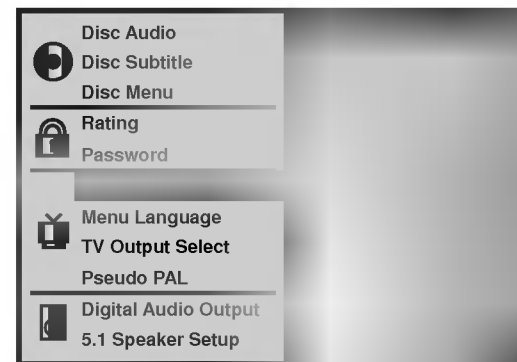 Disc Audio
Disc Subtitle
Disc Menu
Rating
Password
Menu Language
TV Output Select
Pseudo PAL
Digital Audio Output
5.1 Speaker Setup